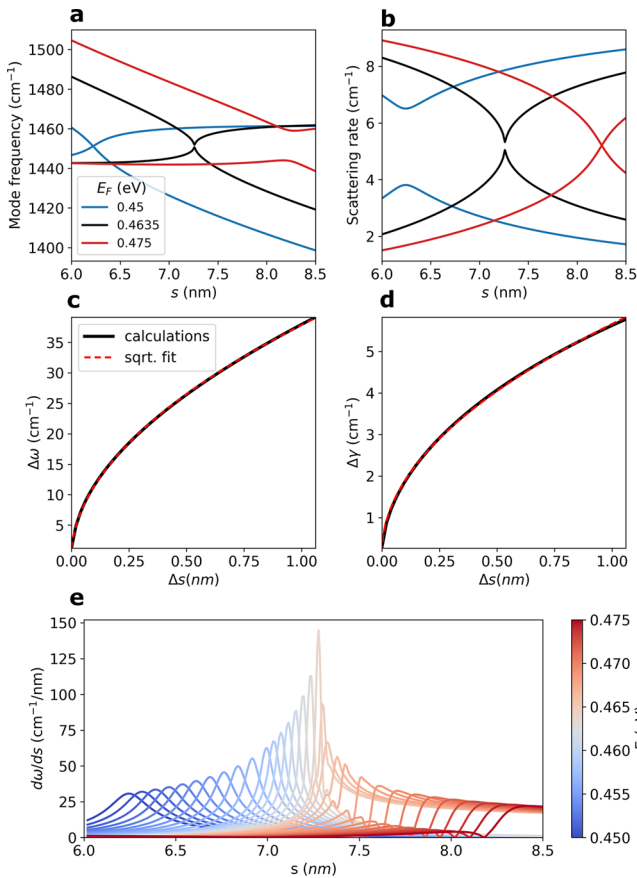 a
b
1500
1480
1460
1440
1420
1400
Mode frequency (cm⁻¹)
E_F (eV)
0.45
0.4635
0.475
6.0 6.5 7.0 7.5 8.0 8.5
s (nm)
8
6
4
2
Scattering rate (cm⁻¹)
6.0 6.5 7.0 7.5 8.0 8.5
s (nm)
c
d
35
30
25
20
15
10
5
Δω (cm⁻¹)
calculations
sqrt. fit
0.00 0.25 0.50 0.75 1.00
Δs(nm)
5
4
3
2
1
Δγ (cm⁻¹)
0.00 0.25 0.50 0.75 1.00
Δs(nm)
e
150
125
100
75
50
25
0
dω/ds (cm⁻¹/nm)
6.0 6.5 7.0 7.5 8.0 8.5
s (nm)
0.475
0.470
0.465
0.460
0.455
0.450